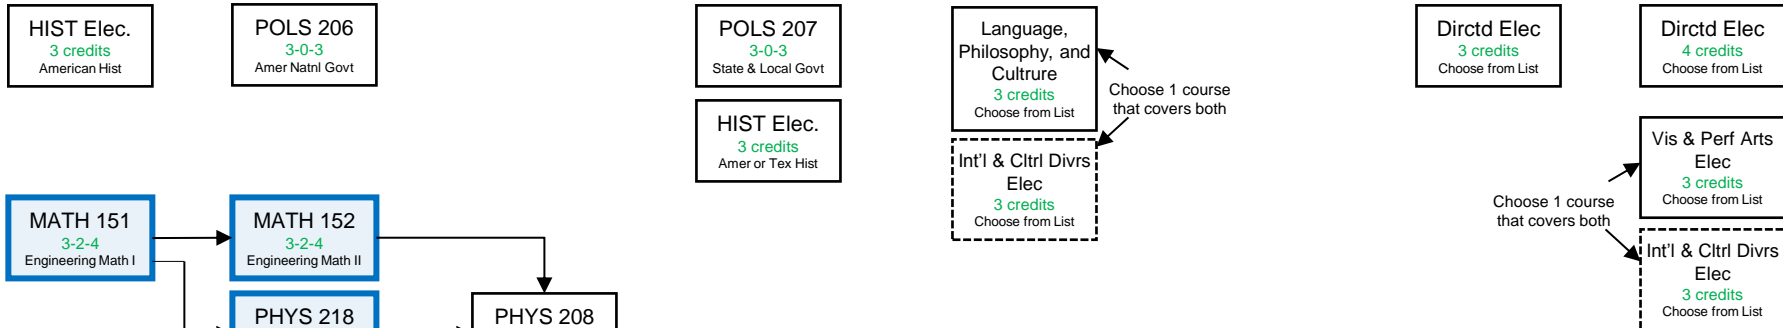 HIST Elec.
3 credits
American Hist
POLS 206
3-0-3
Amer Natnl Govt
POLS 207
3-0-3
State & Local Govt
HIST Elec.
3 credits
Amer or Tex Hist
Language,
Philosophy, and
Cultrure
3 credits
Choose from List
Choose 1 course
that covers both
Int'l & Cltrl Divrs
Elec
3 credits
Choose from List
Dirctd Elec
3 credits
Choose from List
Dirctd Elec
4 credits
Choose from List
Vis & Perf Arts
Elec
3 credits
Choose from List
Choose 1 course
that covers both
Int'l & Cltrl Divrs
Elec
3 credits
Choose from List
MATH 151
3-2-4
Engineering Math I
MATH 152
3-2-4
Engineering Math II
PHYS 218
PHYS 208